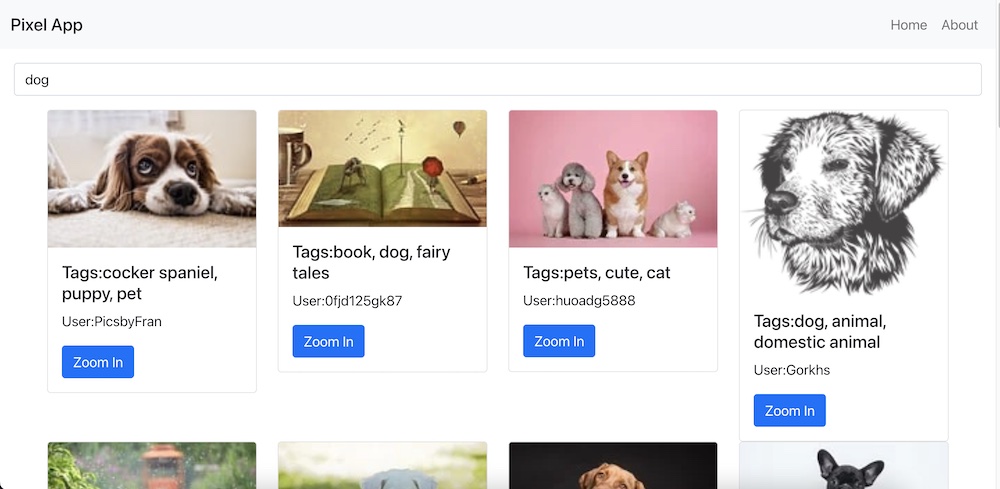 Pixel App
Home
About
dog
Tags:cocker spaniel,
puppy, pet
User:PicsbyFran
Zoom In
Tags:book, dog, fairy
tales
User:0fjd125gk87
Zoom In
Tags:pets, cute, cat
User:huoadg5888
Zoom In
Tags:dog, animal,
domestic animal
User:Gorkhs
Zoom In